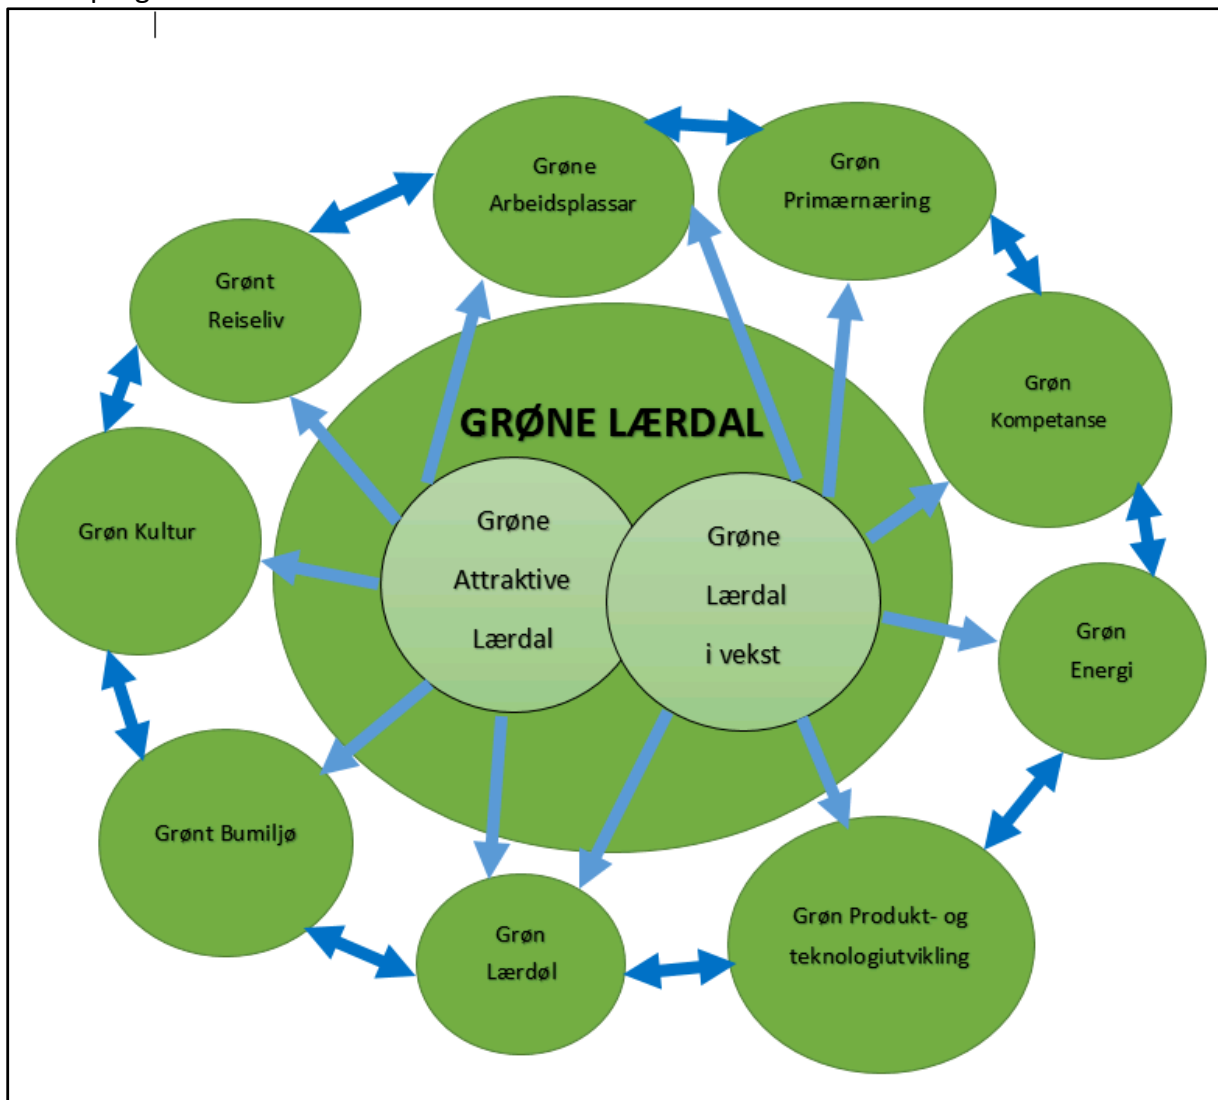 Grøne
Arbeidsplassar
Grøn
Primærnæring
Grønt
Reiseliv
Grøn
Kompetanse
GRØNE LÆRDAL
Grøn Kultur
Grøne
Attraktive
Lærdal
Grøne
Lærdal
i vekst
Grøn
Energi
Grønt Bumiljø
Grøn
Lærdøl
Grøn Produkt- og
teknologiutvikling